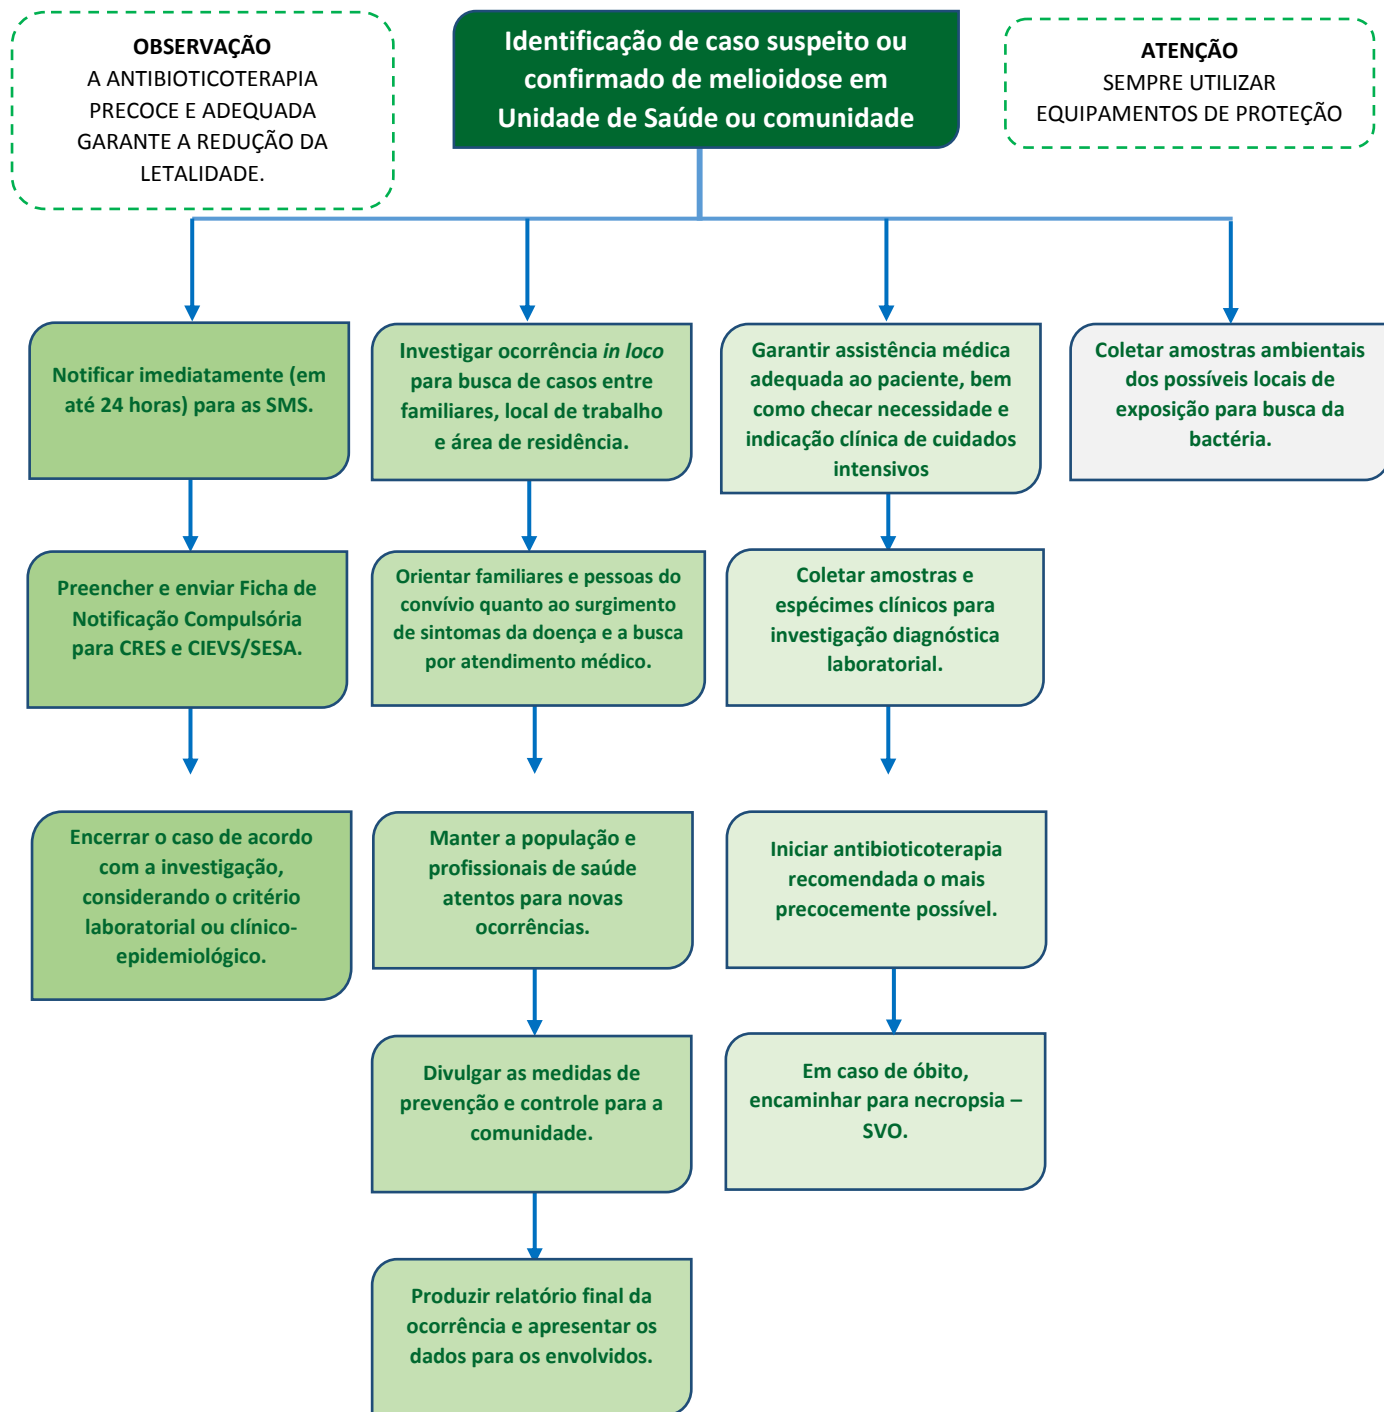 OBSERVAÇÃO
A ANTIBIOTICOTERAPIA
PRECOCE E ADEQUADA
GARANTE A REDUÇÃO DA
LETALIDADE.
Identificação de caso suspeito ou
confirmado de melioidose em
Unidade de Saúde ou comunidade
ATENÇÃO
SEMPRE UTILIZAR
EQUIPAMENTOS DE PROTEÇÃO
Notificar imediatamente (em
até 24 horas) para as SMS.
Investigar ocorrência in loco
para busca de casos entre
familiares, local de trabalho
e área de residência.
Garantir assistência médica
adequada ao paciente, bem
como checar necessidade e
indicação clínica de cuidados
intensivos
Coletar amostras ambientais
dos possíveis locais de
exposição para busca da
bactéria.
Preencher e enviar Ficha de
Notificação Compulsória
para CRES e CIEVS/SESA.
Orientar familiares e pessoas do
convívio quanto ao surgimento
de sintomas da doença e a busca
por atendimento médico.
Coletar amostras e
espécimes clínicos para
investigação diagnóstica
laboratorial.
Encerrar o caso de acordo
com a investigação,
considerando o critério
laboratorial ou clínico-
epidemiológico.
Manter a população e
profissionais de saúde
atentos para novas
ocorrências.
Iniciar antibioticoterapia
recomendada o mais
precocemente possível.
Divulgar as medidas de
prevenção e controle para a
comunidade.
Em caso de óbito,
encaminhar para necropsia –
SVO.
Produzir relatório final da
ocorrência e apresentar os
dados para os envolvidos.